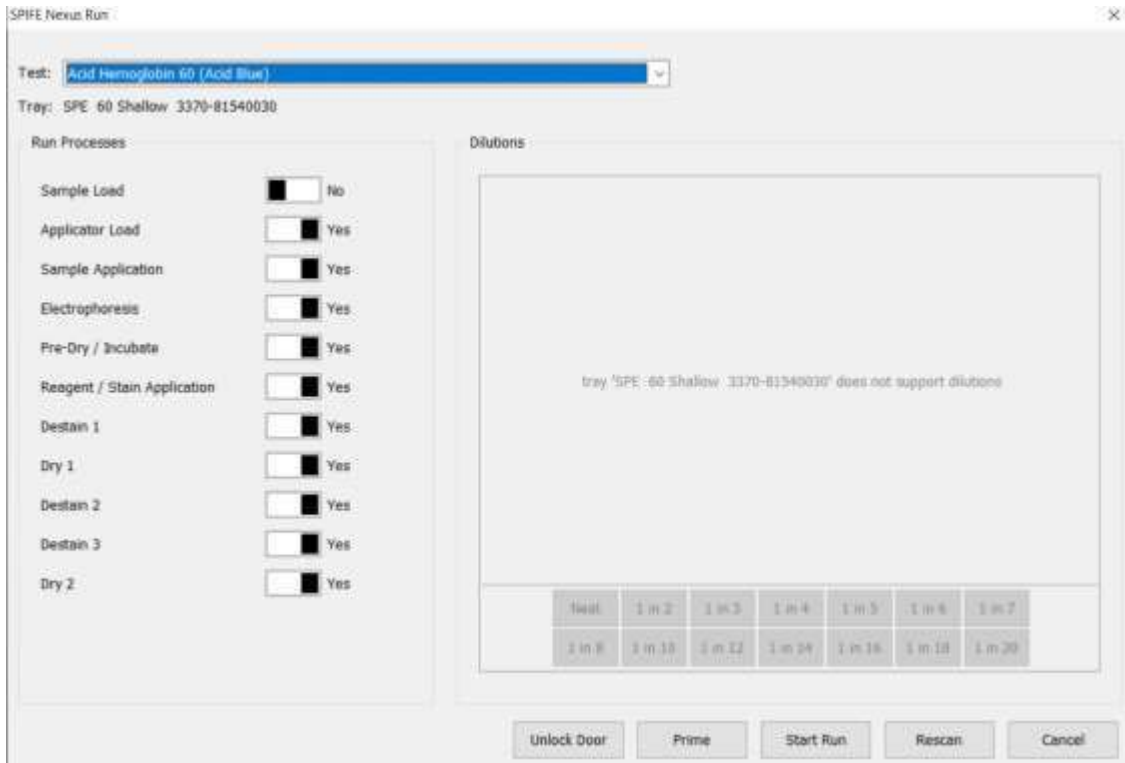 SPIFE Nexus Run
Test: Acid Hemoglobin 60 (Acid Blue)
Tray: SPE 60 Shallow 3370-81540030
Run Processes
Sample Load No
Applicator Load Yes
Sample Application Yes
Electrophoresis Yes
Pre-Dry / Incubate Yes
Reagent / Stain Application Yes
Destain 1 Yes
Dry 1 Yes
Destain 2 Yes
Destain 3 Yes
Dry 2 Yes
Dilutions
tray 'SPE 60 Shallow 3370-81540030' does not support dilutions
Neat 1 in 2 1 in 3 1 in 4 1 in 5 1 in 6 1 in 7
1 in 8 1 in 10 1 in 12 1 in 14 1 in 16 1 in 18 1 in 20
Unlock Door Prime Start Run Rescan Cancel